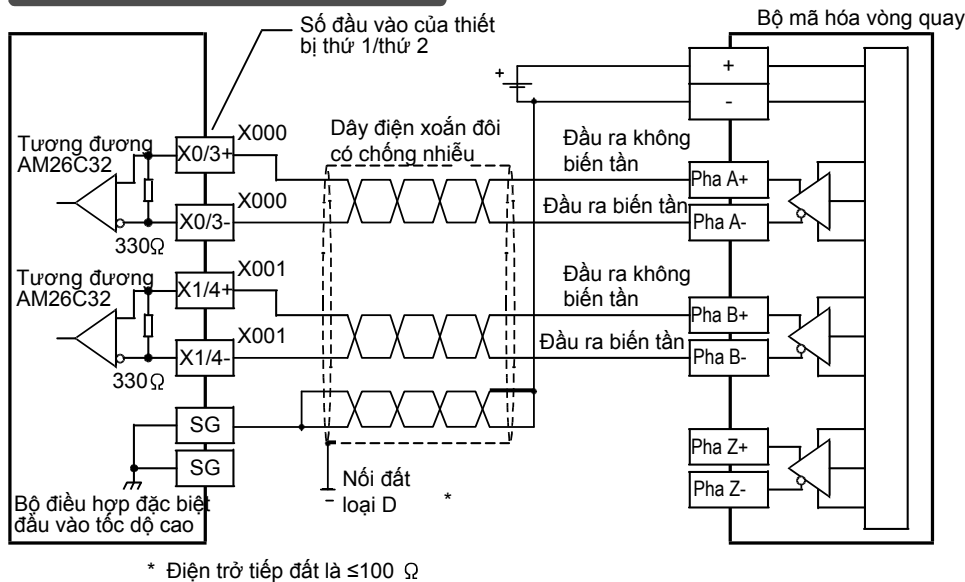 Số đầu vào của thiết
bị thứ 1/thứ 2
Bộ mã hóa vòng quay
+
-
+
Tương đương
AM26C32
X0/3+
X000
X0/3-
X000
330Ω
Dây điện xoắn đôi
có chống nhiễu
Đầu ra không
biến tần
Đầu ra biến tần
Pha A+
Pha A-
Tương đương
AM26C32
X1/4+
X001
X1/4-
X001
330Ω
Đầu ra không
biến tần
Đầu ra biến tần
Pha B+
Pha B-
SG
SG
Bộ điều hợp đặc biệt
đầu vào tốc dộ cao
Nối đất
loại D *
Pha Z+
Pha Z-
* Điện trở tiếp đất là ≤100 Ω